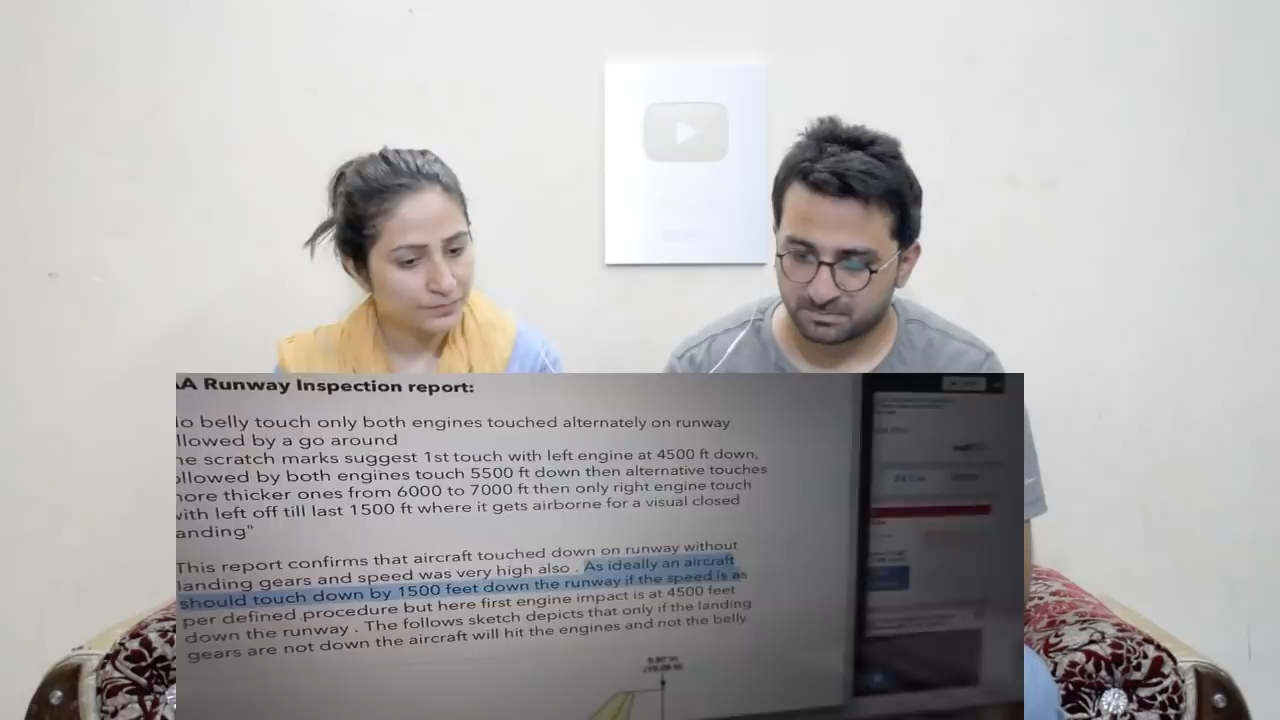 AA Runway Inspection report:
lo belly touch only both engines touched alternately on runway
llowed by a go around
he scratch marks suggest 1st touch with left engine at 4500 ft down,
ollowed by both engines touch 5500 ft down then alternative touches
nore thicker ones from 6000 to 7000 ft then only right engine touch
with left off till last 1500 ft where it gets airborne for a visual closed
anding"
This report confirms that aircraft touched down on runway without
landing gears and speed was very high also . As ideally an aircraft
should touch down by 1500 feet down the runway if the speed is as
per defined procedure but here first engine impact is at 4500 feet
down the runway . The follows sketch depicts that only if the landing
gears are not down the aircraft will hit the engines and not the belly